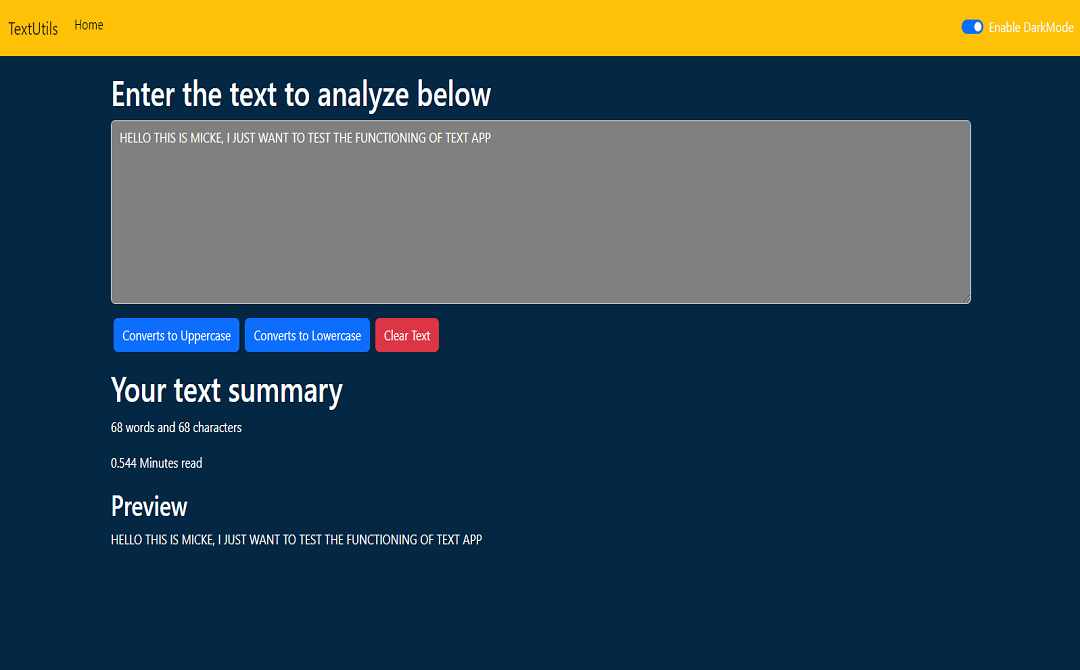 TextUtils Home Enable DarkMode
Enter the text to analyze below
HELLO THIS IS MICKE, I JUST WANT TO TEST THE FUNCTIONING OF TEXT APP
Converts to Uppercase Converts to Lowercase Clear Text
Your text summary
68 words and 68 characters
0.544 Minutes read
Preview
HELLO THIS IS MICKE, I JUST WANT TO TEST THE FUNCTIONING OF TEXT APP